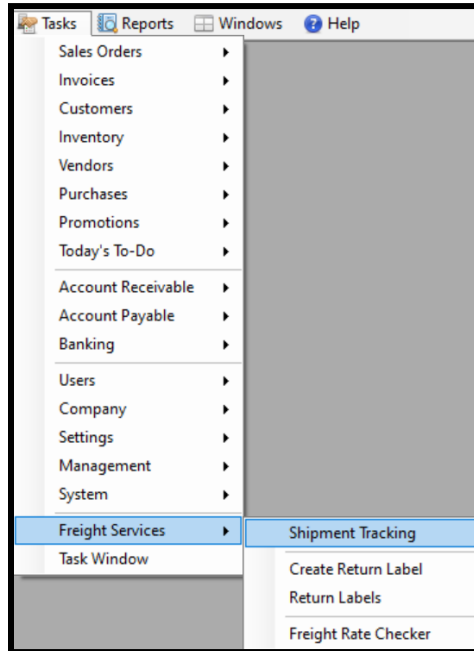 Tasks Reports Windows Help
Sales Orders
Invoices
Customers
Inventory
Vendors
Purchases
Promotions
Today's To-Do
Account Receivable
Account Payable
Banking
Users
Company
Settings
Management
System
Freight Services
Task Window
Shipment Tracking
Create Return Label
Return Labels
Freight Rate Checker